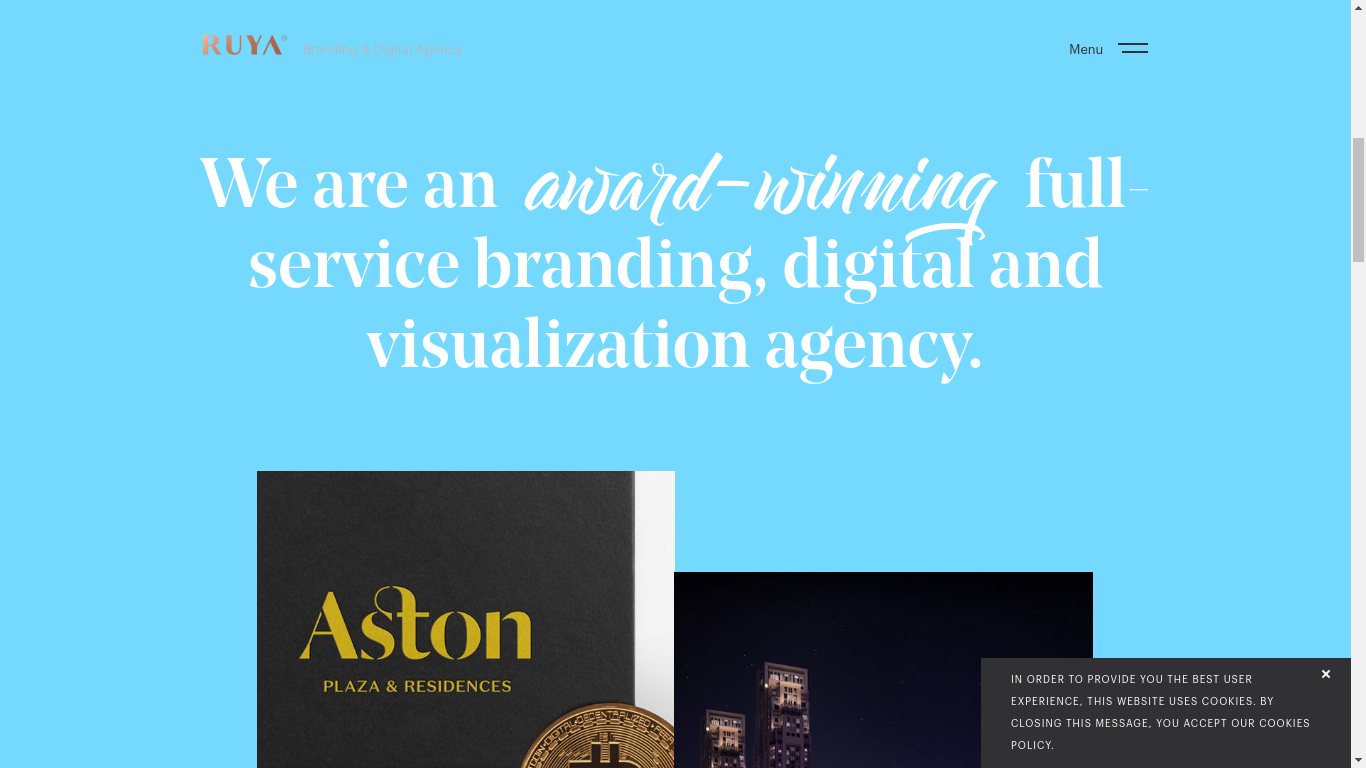 RUYA®
Branding & Digital Agency
Menu
We are an award-winning full-
service branding, digital and
visualization agency.
Aston
PLAZA & RESIDENCES
IN ORDER TO PROVIDE YOU THE BEST USER
EXPERIENCE, THIS WEBSITE USES COOKIES. BY
CLOSING THIS MESSAGE, YOU ACCEPT OUR COOKIES
POLICY.